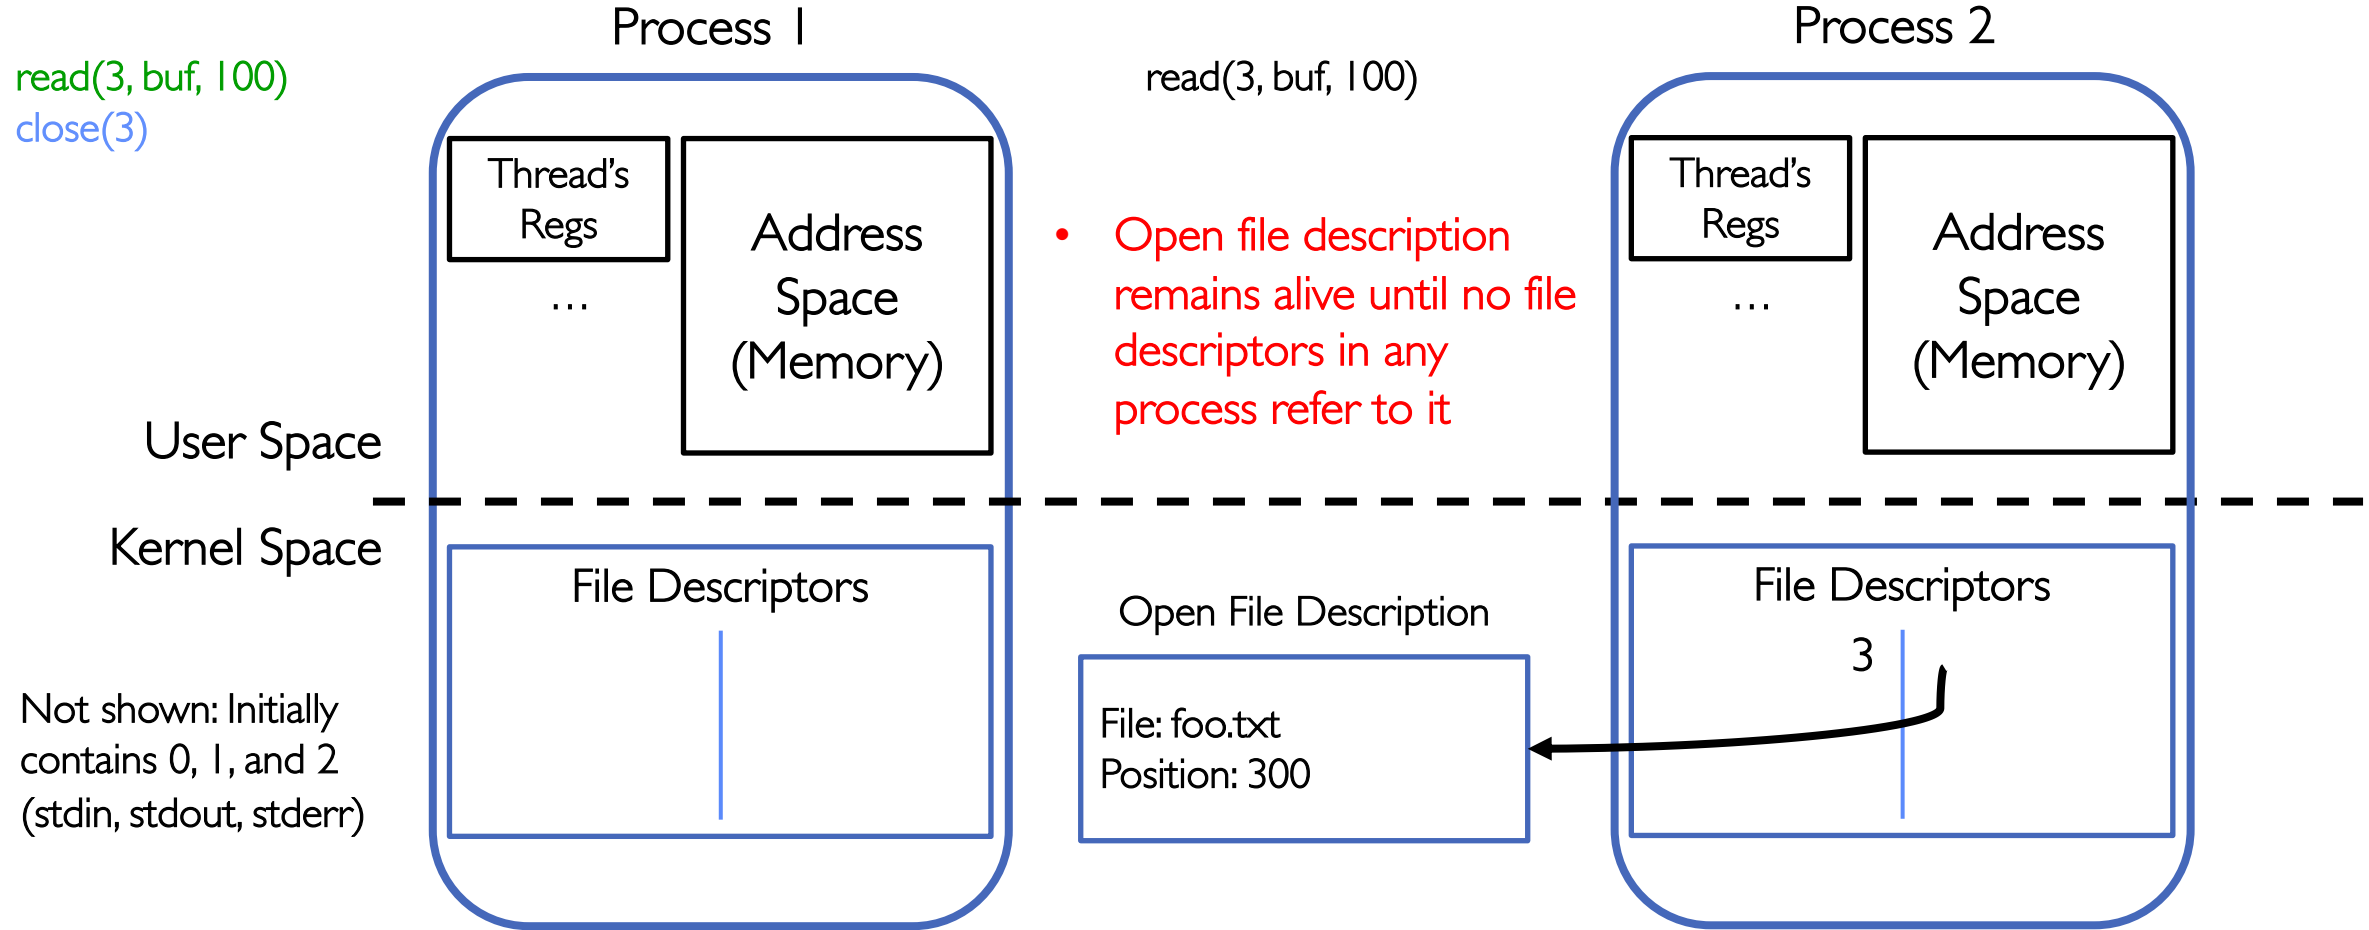 Process 1
Process 2
read(3, buf, 100)
close(3)
read(3, buf, 100)
Thread's
Regs
…
Address
Space
(Memory)
• Open file description
remains alive until no file
descriptors in any
process refer to it
Thread's
Regs
…
Address
Space
(Memory)
User Space
Kernel Space
File Descriptors
Open File Description
File: foo.txt
Position: 300
File Descriptors
3
Not shown: Initially
contains 0, 1, and 2
(stdin, stdout, stderr)